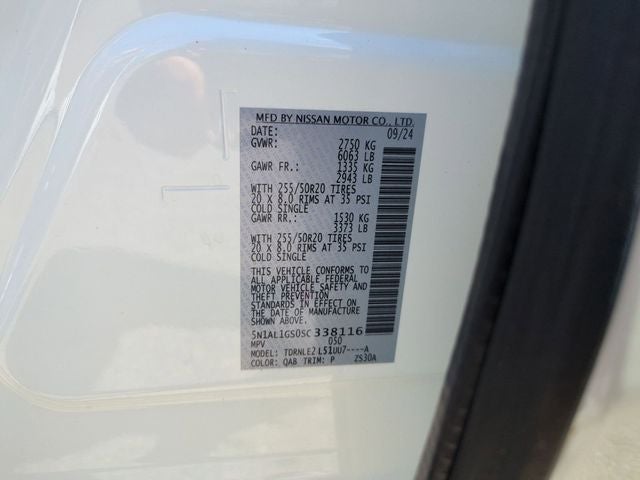 MFD BY NISSAN MOTOR CO., LTD.
DATE: 09/24
GVWR: 2750 KG
6063 LB
GAWR FR.: 1335 KG
2943 LB
WITH 255/50R20 TIRES
20 X 8.0 RIMS AT 35 PSI
COLD SINGLE
GAWR RR.: 1530 KG
3373 LB
WITH 255/50R20 TIRES
20 X 8.0 RIMS AT 35 PSI
COLD SINGLE
THIS VEHICLE CONFORMS TO
ALL APPLICABLE FEDERAL
MOTOR VEHICLE SAFETY AND
THEFT PREVENTION
STANDARDS IN EFFECT ON
THE DATE OF MANUFACTURE
SHOWN ABOVE.
5N1AL1GS0SC338116
MPV 050
MODEL: TDRNLE2 L51UU7----A
COLOR: QAB TRIM: P ZS30A